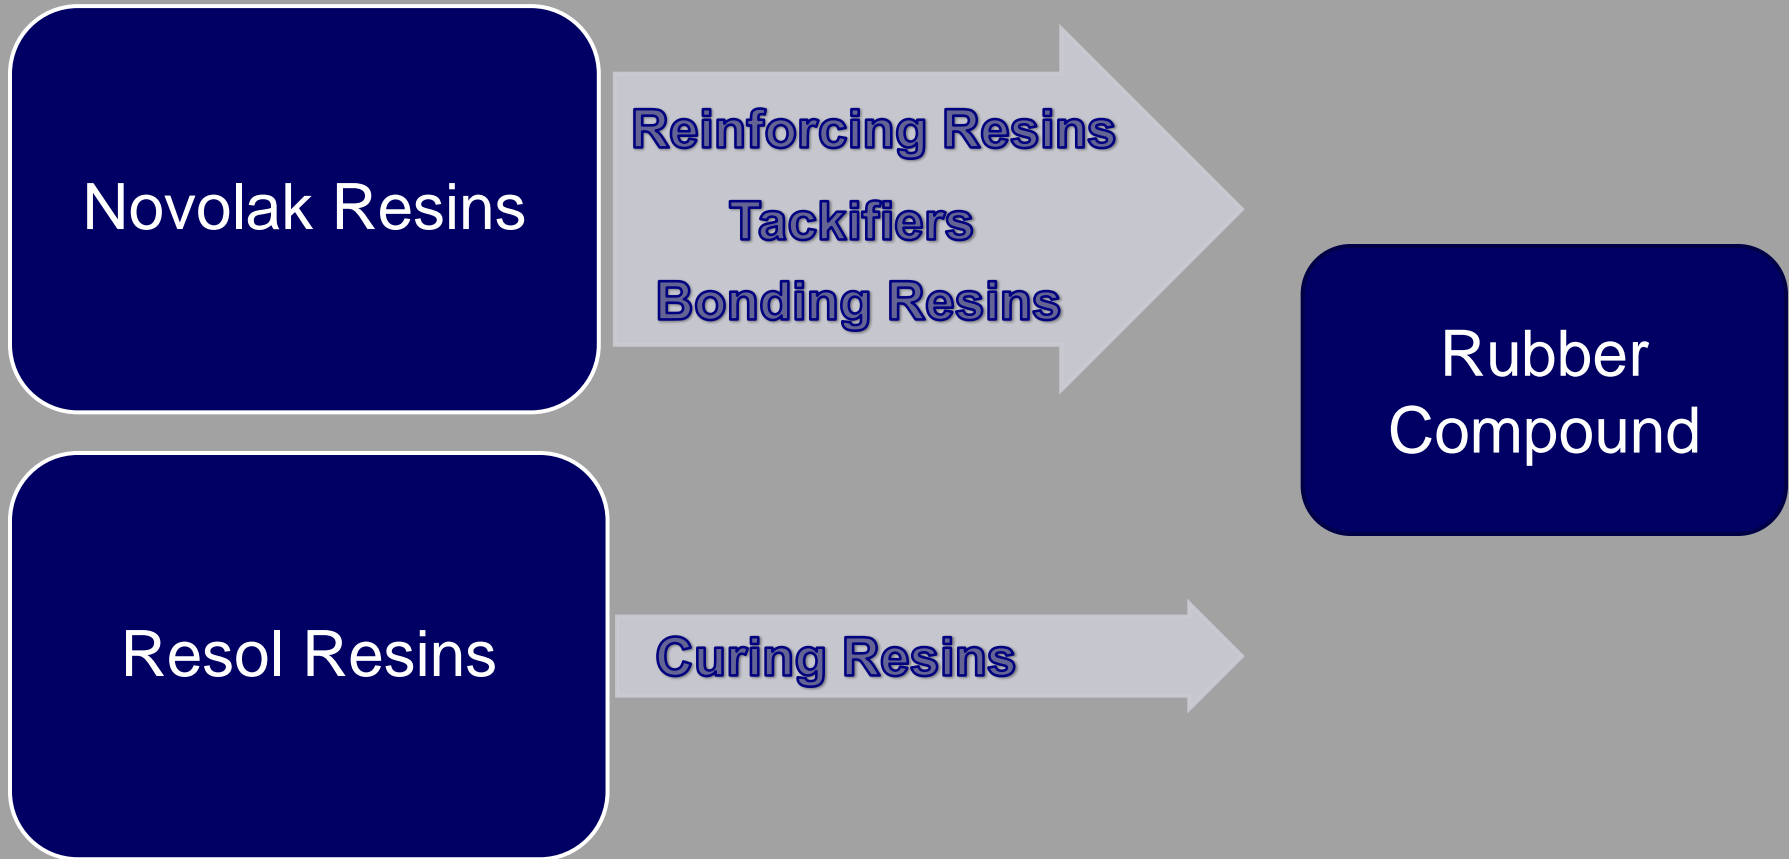 Novolak Resins
Reinforcing Resins
Tackifiers
Bonding Resins
Rubber
Compound
Resol Resins
Curing Resins